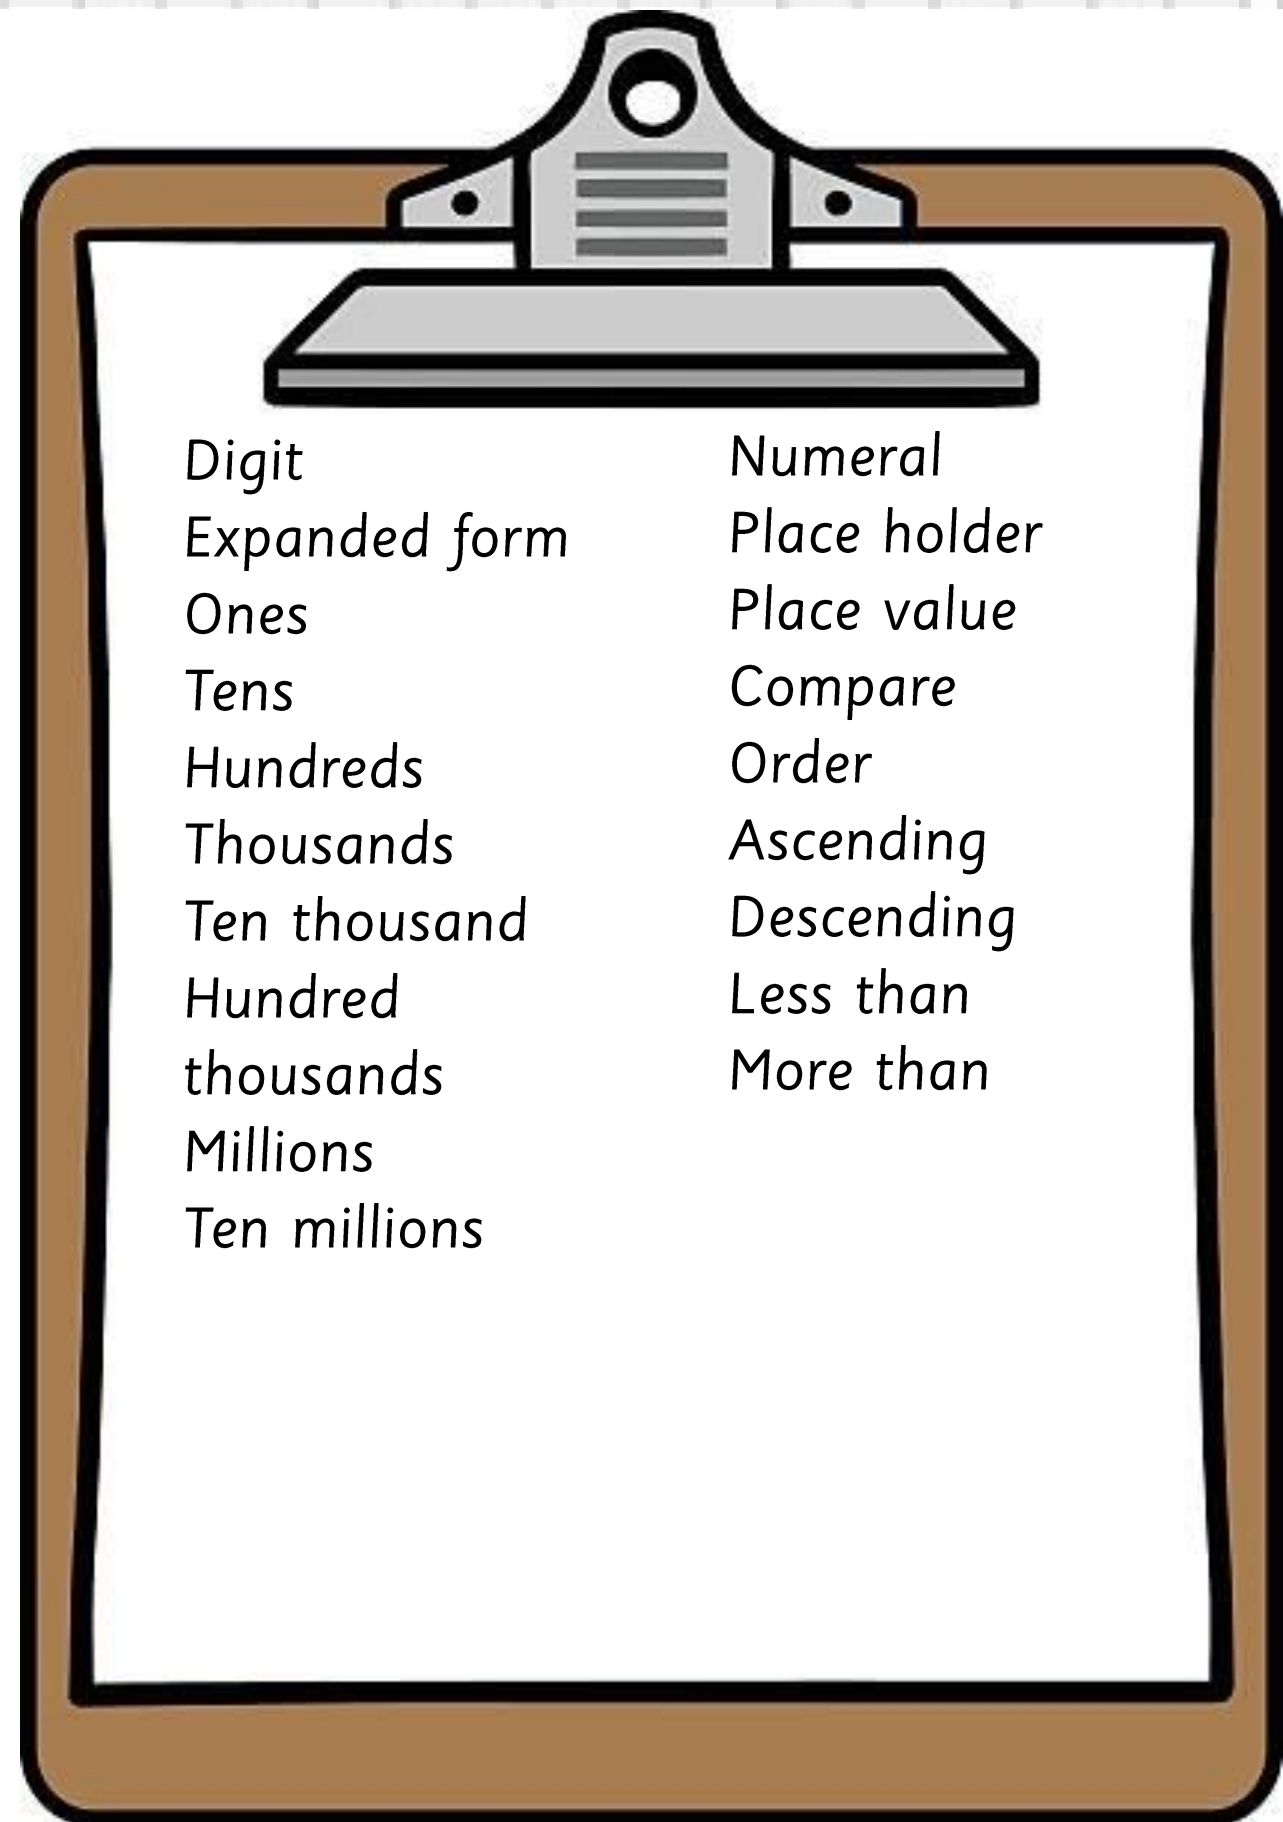 Digit
Expanded form
Ones
Tens
Hundreds
Thousands
Ten thousand
Hundred
thousands
Millions
Ten millions
Numeral
Place holder
Place value
Compare
Order
Ascending
Descending
Less than
More than